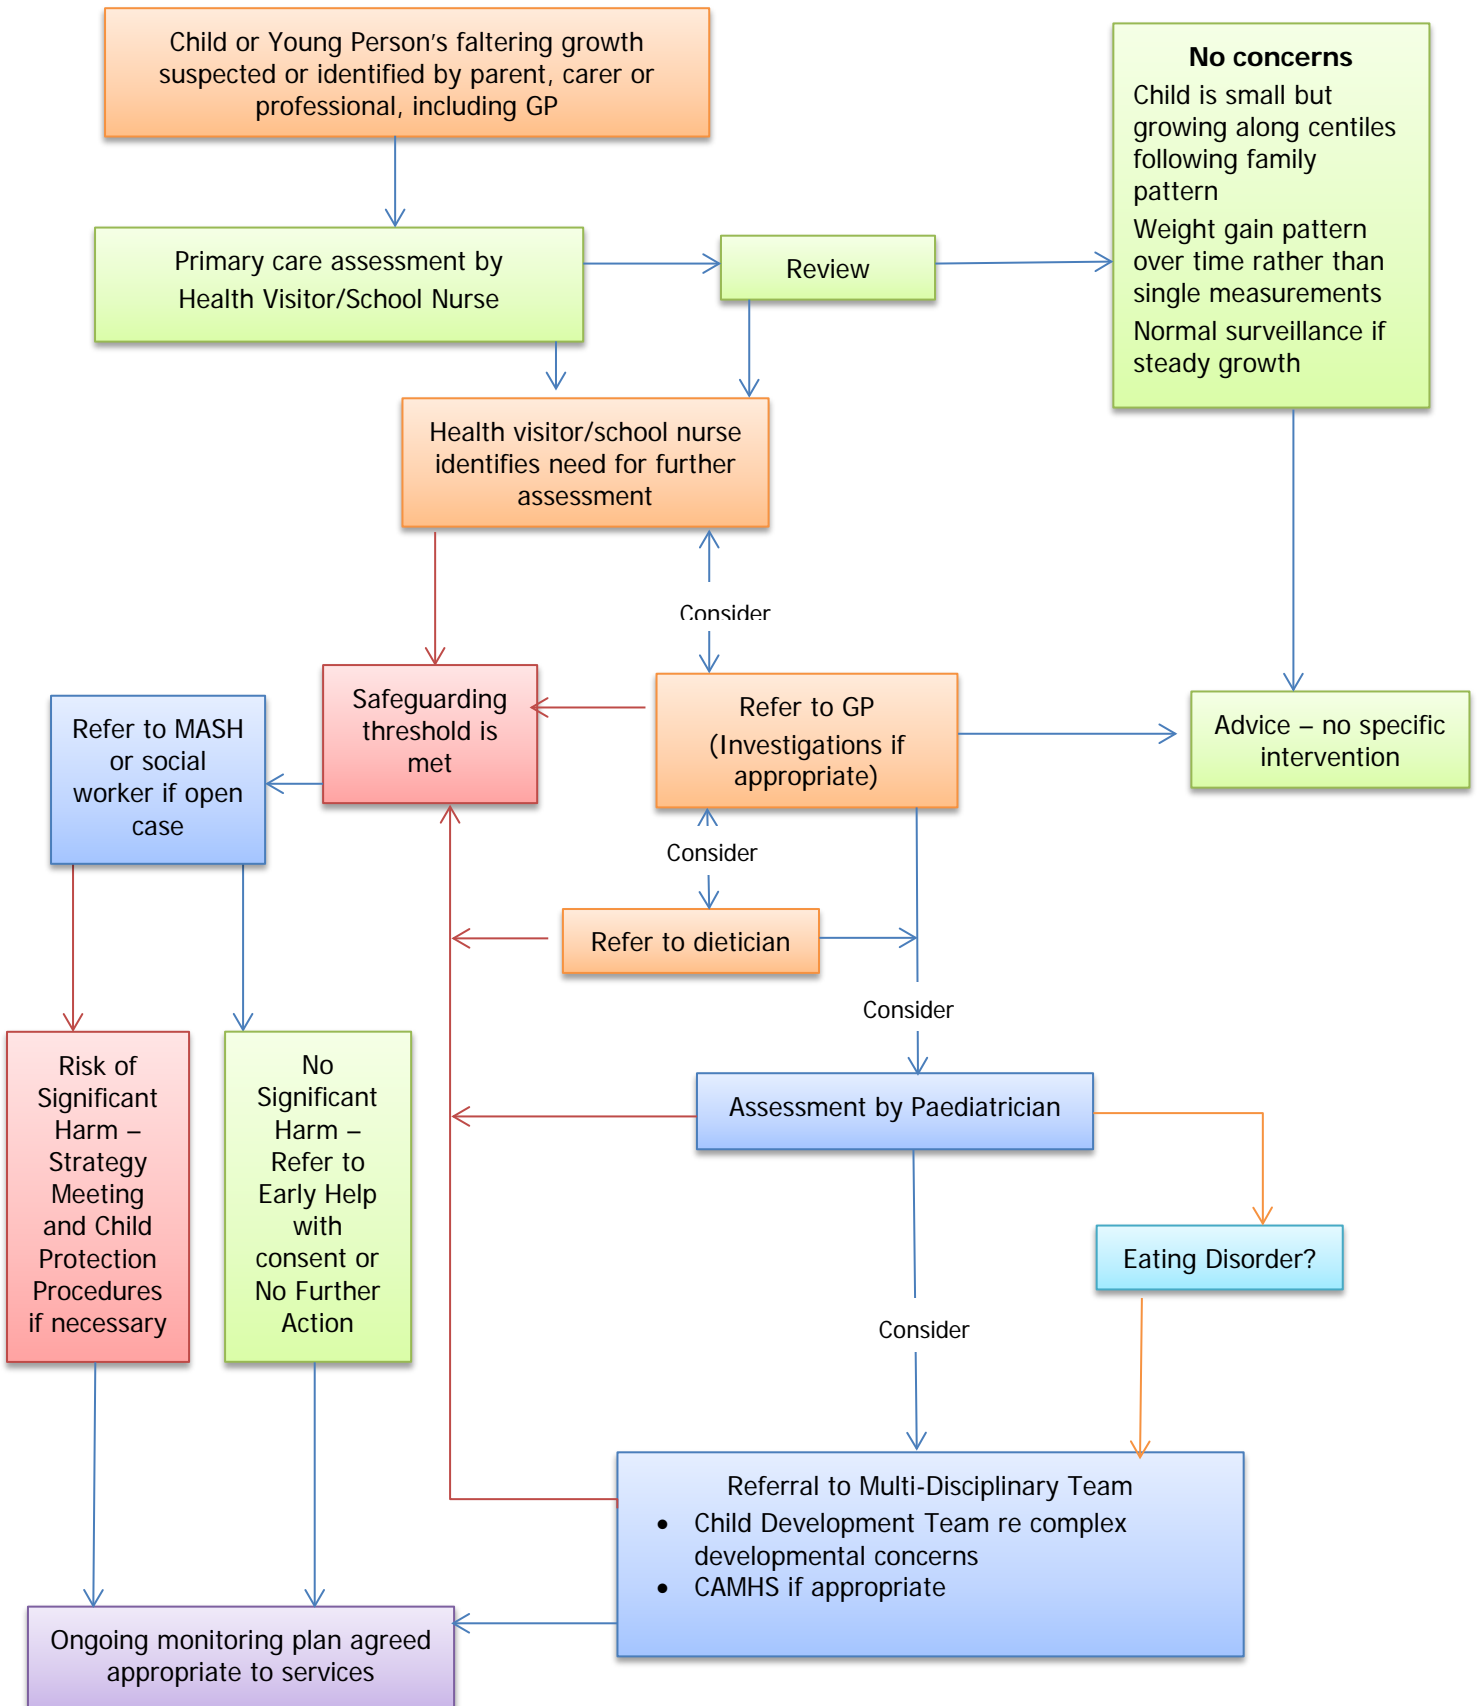 Child or Young Person's faltering growth
suspected or identified by parent, carer or
professional, including GP
No concerns
Child is small but
growing along centiles
following family
pattern
Weight gain pattern
over time rather than
single measurements
Normal surveillance if
steady growth
Primary care assessment by
Health Visitor/School Nurse
Review
Health visitor/school nurse
identifies need for further
assessment
Consider
Safeguarding
threshold is
met
Refer to GP
(Investigations if
appropriate)
Advice – no specific
intervention
Refer to MASH
or social
worker if open
case
Consider
Refer to dietician
Consider
Risk of
Significant
Harm –
Strategy
Meeting
and Child
Protection
Procedures
if necessary
No
Significant
Harm –
Refer to
Early Help
with
consent or
No Further
Action
Assessment by Paediatrician
Eating Disorder?
Consider
Referral to Multi-Disciplinary Team
• Child Development Team re complex
developmental concerns
• CAMHS if appropriate
Ongoing monitoring plan agreed
appropriate to services